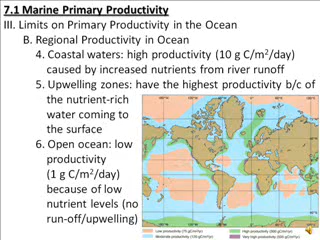 7.1 Marine Primary Productivity
III. Limits on Primary Productivity in the Ocean
B. Regional Productivity in Ocean
4. Coastal waters: high productivity (10 g C/m²/day)
caused by increased nutrients from river runoff
5. Upwelling zones: have the highest productivity b/c of
the nutrient-rich
water coming to
the surface
6. Open ocean: low
productivity
(1 g C/m²/day)
because of low
nutrient levels (no
run-off/upwelling)